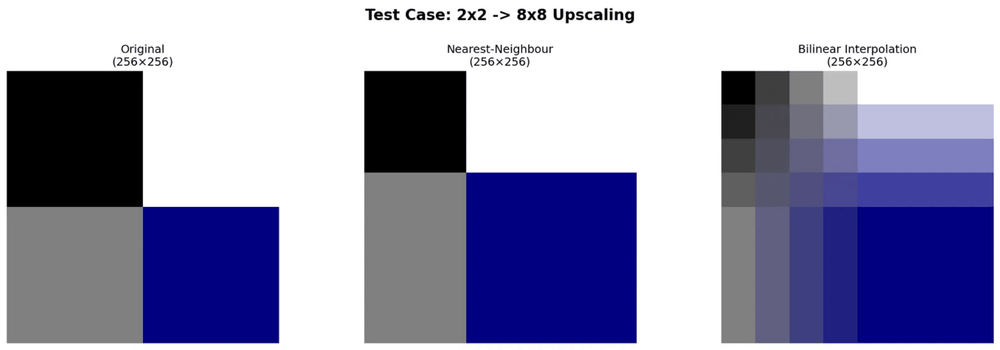 Test Case: 2x2 -> 8x8 Upscaling
Original
(256×256)
Nearest-Neighbour
(256×256)
Bilinear Interpolation
(256×256)